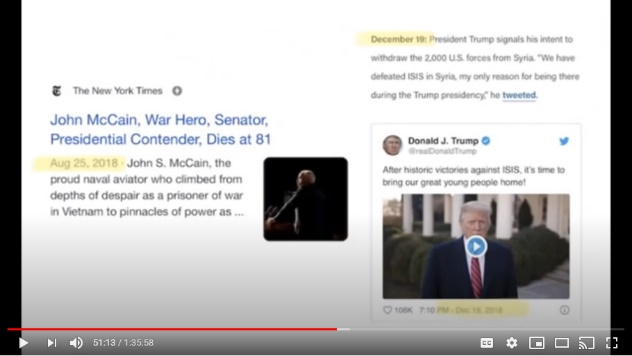 December 19: President Trump signals his intent to
withdraw the 2,000 U.S. forces from Syria. "We have
defeated ISIS in Syria, my only reason for being there
during the Trump presidency," he tweeted.
The New York Times
John McCain, War Hero, Senator,
Presidential Contender, Dies at 81
Aug 25, 2018 · John S. McCain, the
proud naval aviator who climbed from
depths of despair as a prisoner of war
in Vietnam to pinnacles of power as ...
Donald J. Trump
@realDonaldTrump
After historic victories against ISIS, it's time to
bring our great young people home!
108K 7:10 PM - Dec 19, 2018
51:13 / 1:35:58